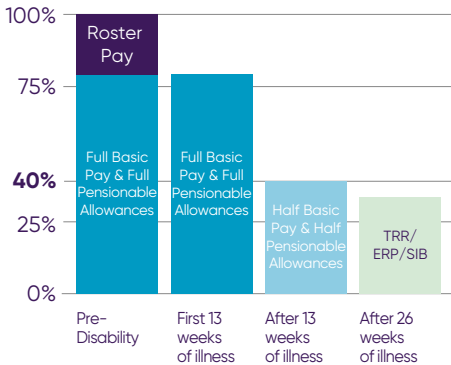 100%
75%
40%
25%
0%
Roster
Pay
Full Basic
Pay & Full
Pensionable
Allowances
Full Basic
Pay & Full
Pensionable
Allowances
Half Basic
Pay & Half
Pensionable
Allowances
TRR/
ERP/SIB
Pre-
Disability
First 13
weeks
of illness
After 13
weeks
of illness
After 26
weeks
of illness